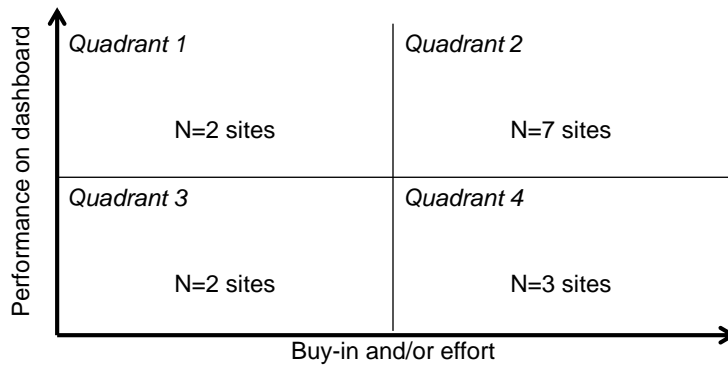 Performance on dashboard
Quadrant 1
Quadrant 2
N=2 sites
N=7 sites
Quadrant 3
Quadrant 4
N=2 sites
N=3 sites
Buy-in and/or effort